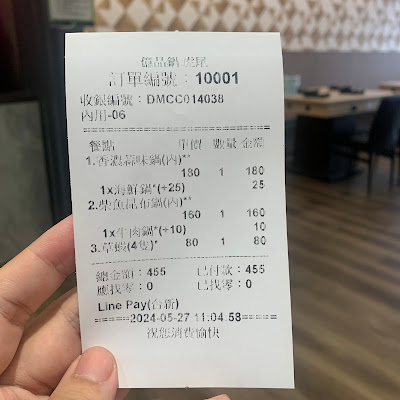 億品鍋 虎尾
訂單編號：10001
收銀編號：DMCC014038
內用-06
餐點 單價 數量 金額
1.香濃蒜味鍋(肉)**
180 1 180
1x海鮮鍋*(+25) 25
2.柴魚昆布鍋(肉)**
160 1 160
1x牛肉鍋*(+10) 10
3.草蝦(4隻)* 80 1 80
總金額：455 已付款：455
應找零：0 已找零：0
Line Pay(台新)
2024-05-27 11:04:58
祝您消費愉快